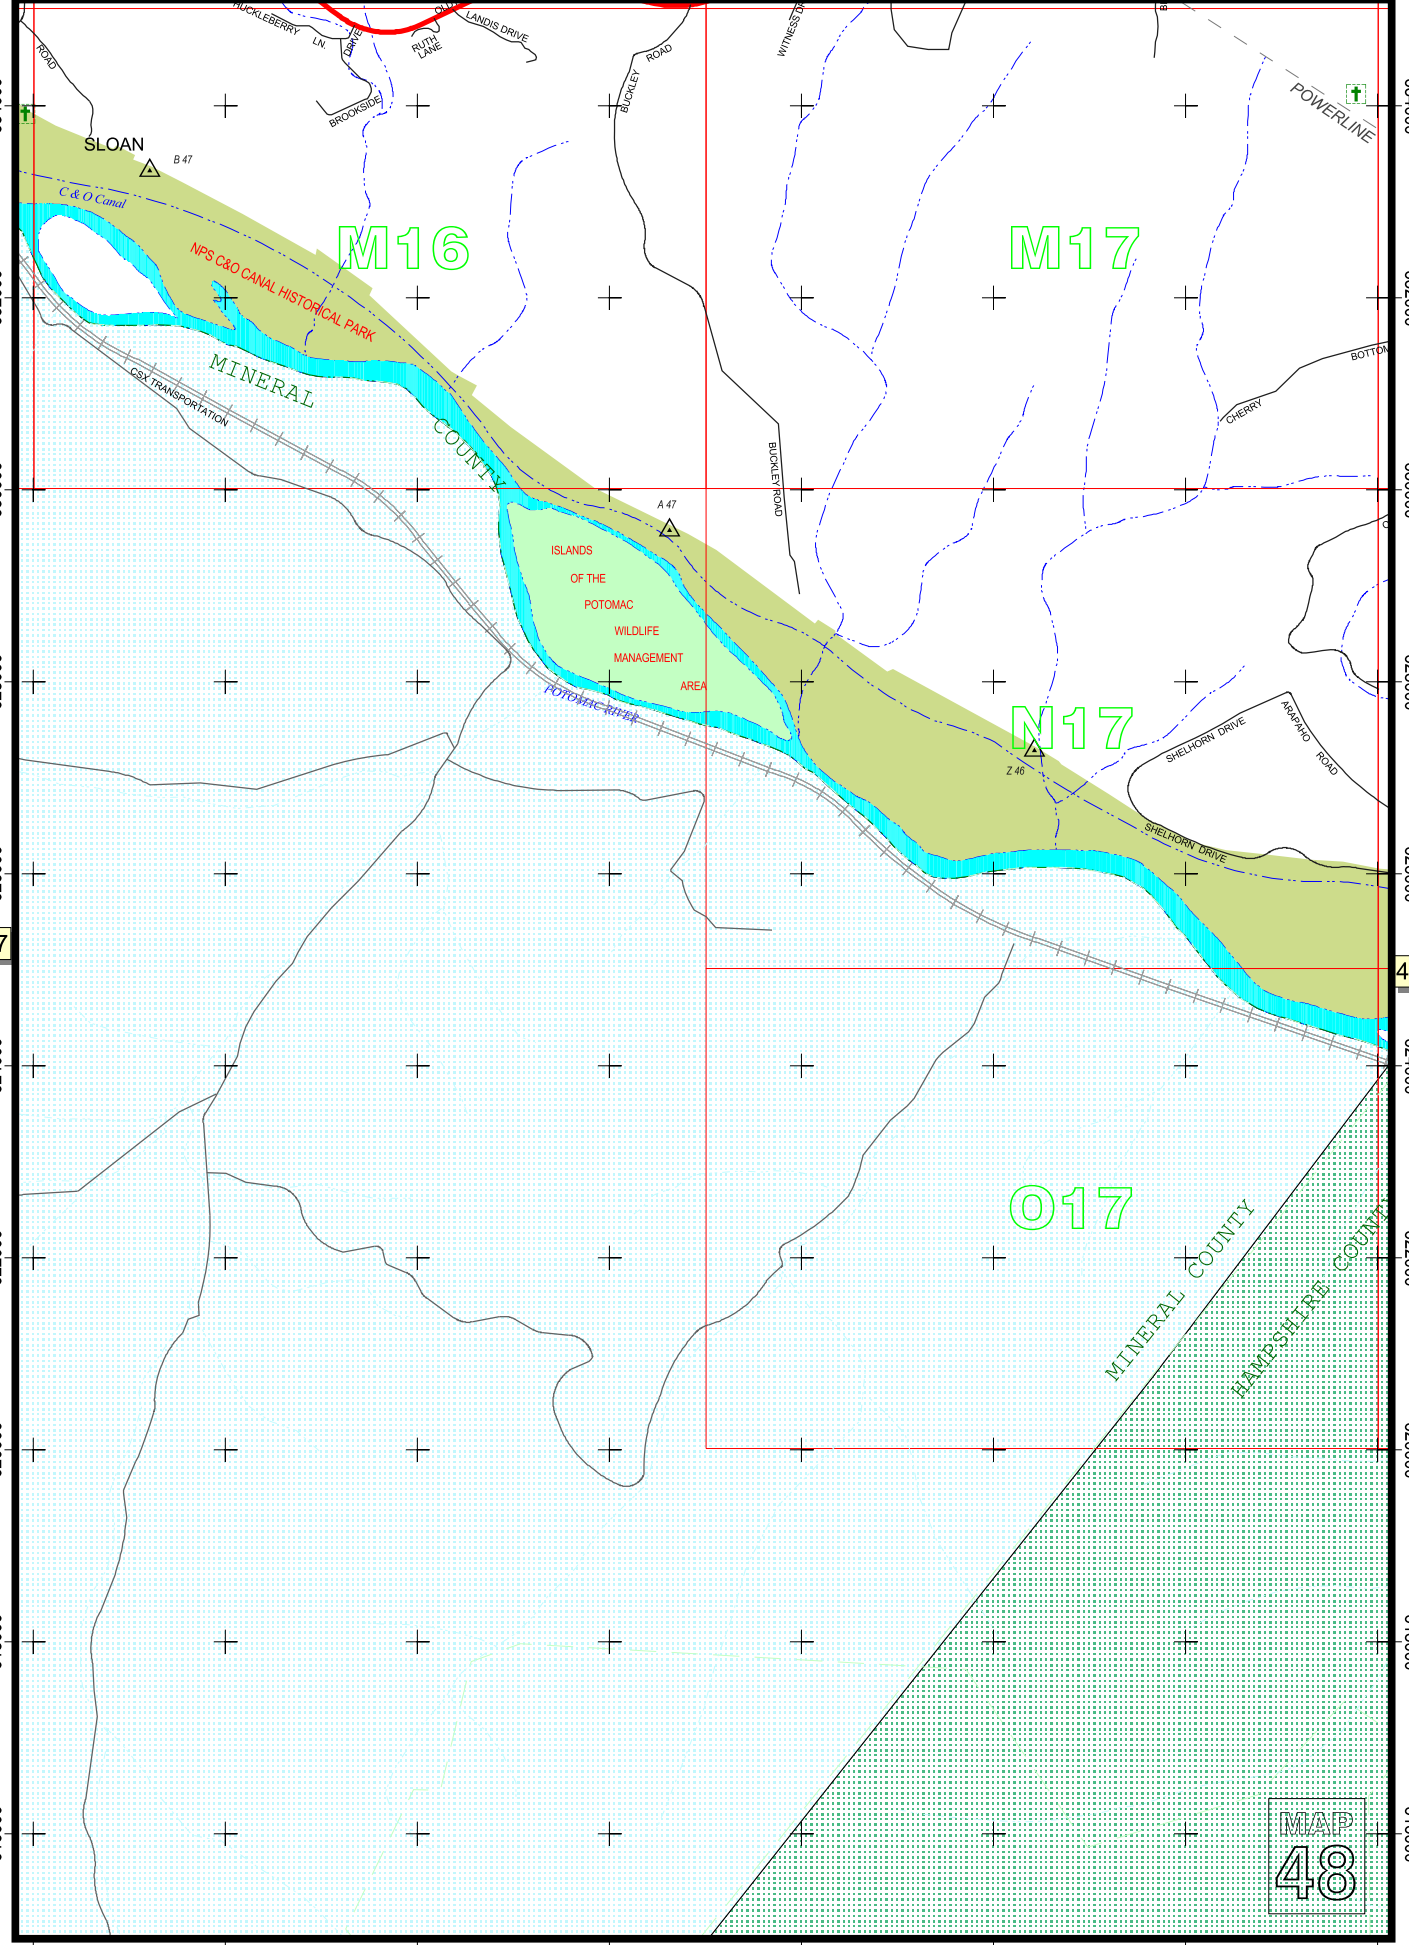 HUCKLEBERRY LN.
DRIVE
RUTH
LANE
LANDIS DRIVE
BUCKLEY ROAD
ROAD
BROOKSIDE
POWERLINE
SLOAN
B 47
C & O Canal
M16
M17
NPS C&O CANAL HISTORICAL PARK
MINERAL
COUNTY
CSX TRANSPORTATION
BOTTOM
CHERRY
BUCKLEY ROAD
A 47
ISLANDS
OF THE
POTOMAC
WILDLIFE
MANAGEMENT
AREA
POTOMAC RIVER
N17
Z 46
SHELHORN DRIVE
ARAPAHO ROAD
SHELHORN DRIVE
7
4
O17
MINERAL COUNTY
HAMPSHIRE COUNTY
MAP
48